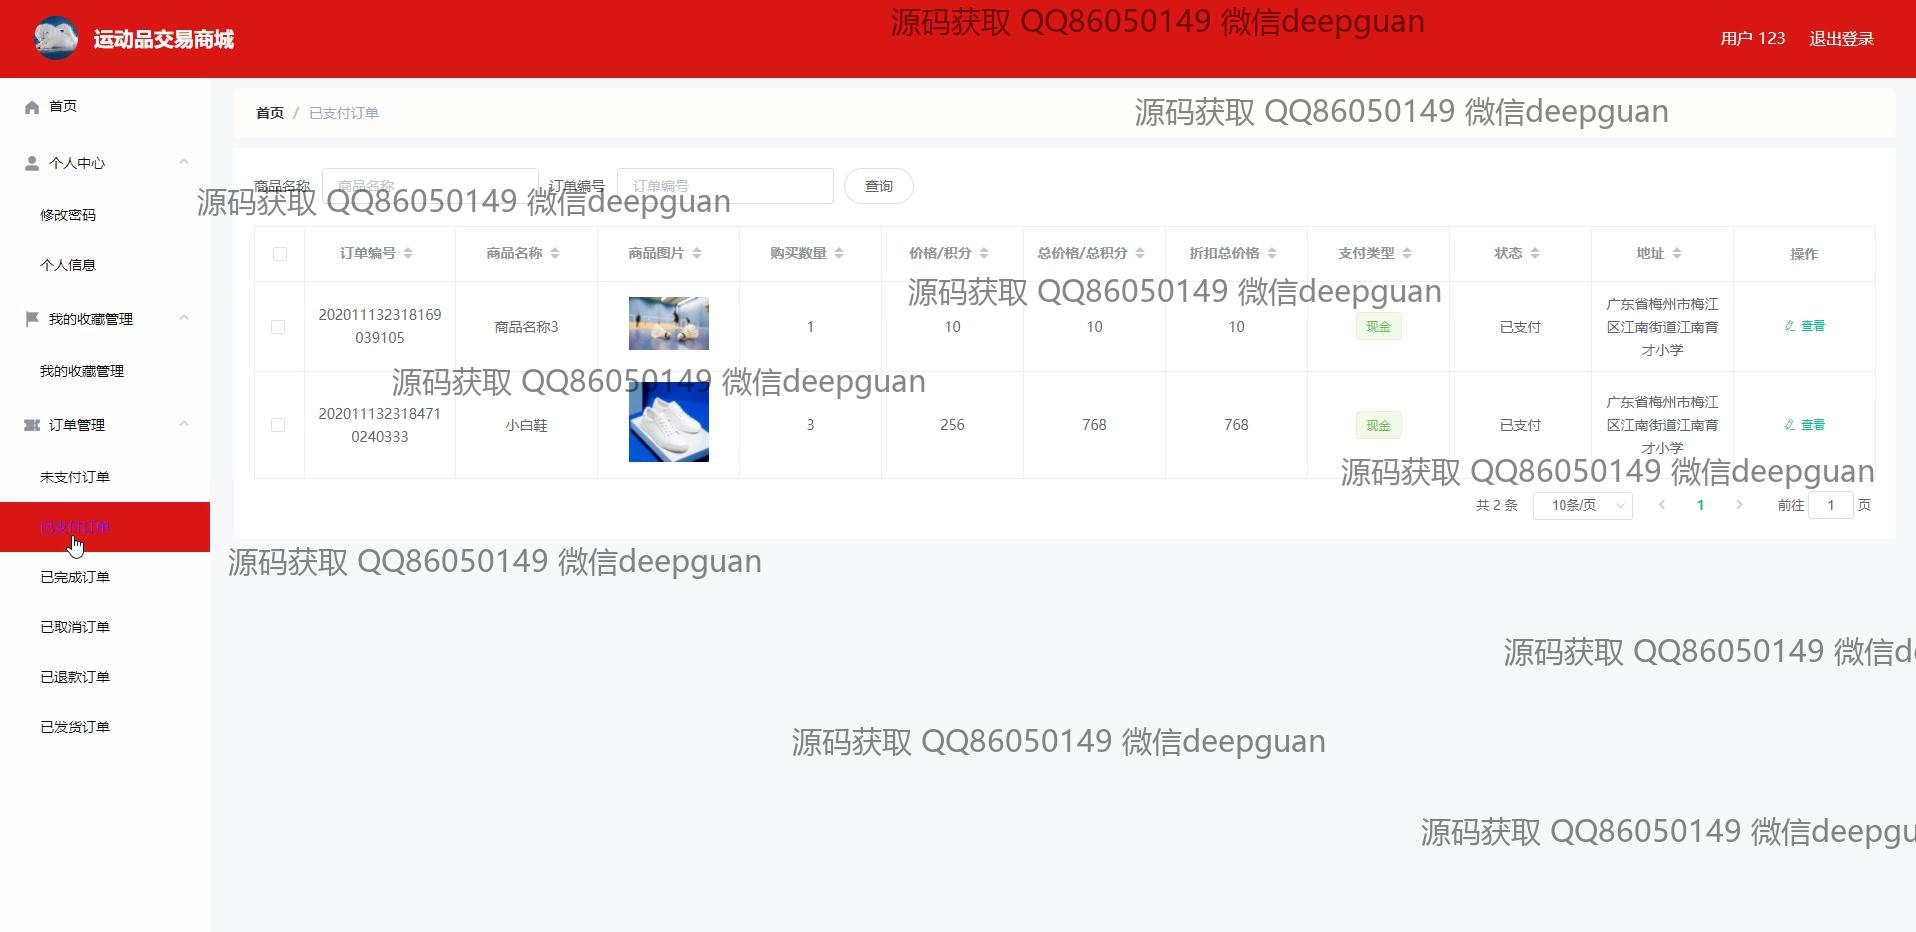 运动品交易商城
源码获取 QQ86050149 微信deepguan
用户 123 退出登录
首页
首页 / 已支付订单
源码获取 QQ86050149 微信deepguan
个人中心
修改密码
个人信息
我的收藏管理
我的收藏管理
订单管理
未支付订单
已支付订单
已完成订单
已取消订单
已退款订单
已发货订单
商品名称 商品名称 订单编号 订单编号 查询
源码获取 QQ86050149 微信deepguan
订单编号 商品名称 商品图片 购买数量 价格/积分 总价格/总积分 折扣总价格 支付类型 状态 地址 操作
源码获取 QQ86050149 微信deepguan
202011132318169
039105
商品名称3 1 10 10 10 现金 已支付
广东省梅州市梅江
区江南街道江南育
才小学
查看
源码获取 QQ86050149 微信deepguan
202011132318471
0240333
小白鞋 3 256 768 768 现金 已支付
广东省梅州市梅江
区江南街道江南育
才小学
查看
源码获取 QQ86050149 微信deepguan
共 2 条 10条/页 1 前往 1 页
源码获取 QQ86050149 微信deepguan
源码获取 QQ86050149 微信d
源码获取 QQ86050149 微信deepguan
源码获取 QQ86050149 微信deepgu